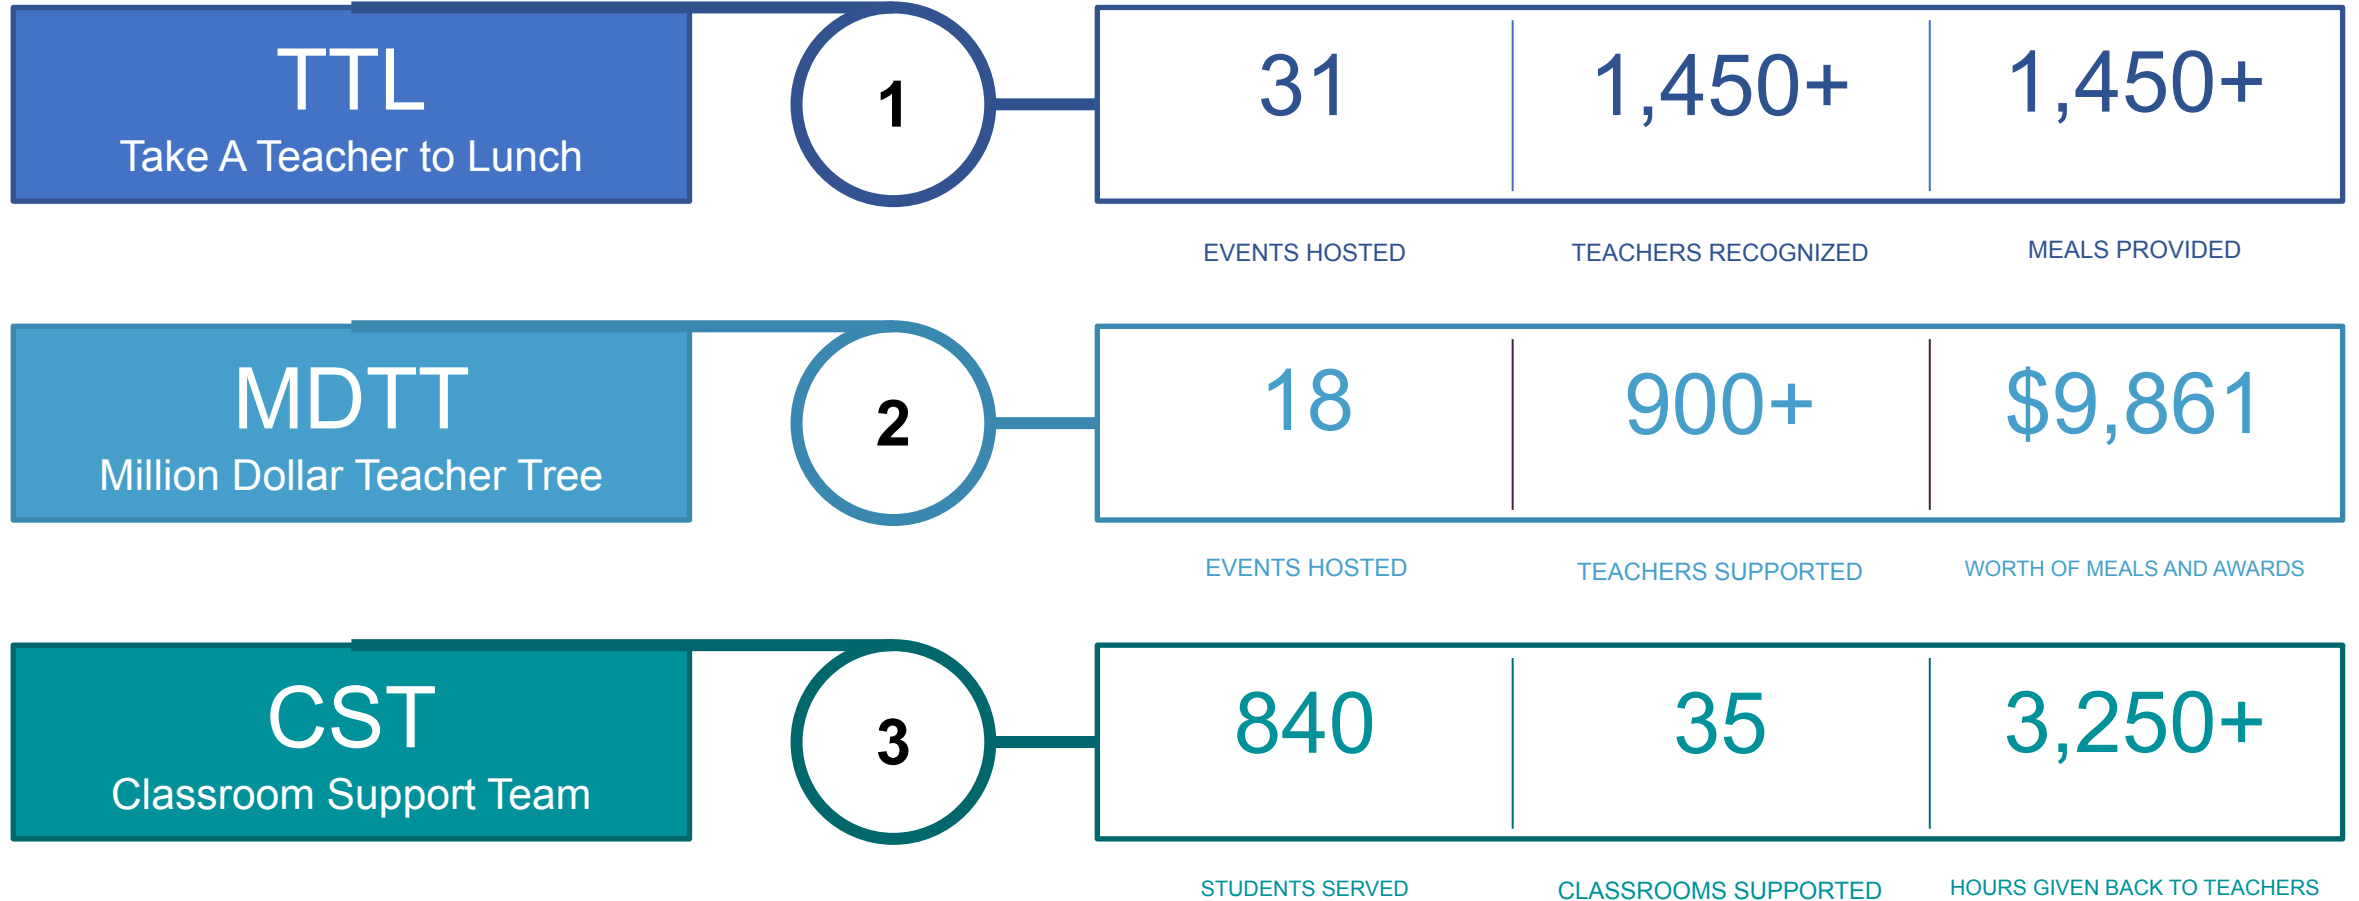 TTL
Take A Teacher to Lunch
1
31
1,450+
1,450+
EVENTS HOSTED
TEACHERS RECOGNIZED
MEALS PROVIDED
MDTT
Million Dollar Teacher Tree
2
18
900+
$9,861
EVENTS HOSTED
TEACHERS SUPPORTED
WORTH OF MEALS AND AWARDS
CST
Classroom Support Team
3
840
35
3,250+
STUDENTS SERVED
CLASSROOMS SUPPORTED
HOURS GIVEN BACK TO TEACHERS